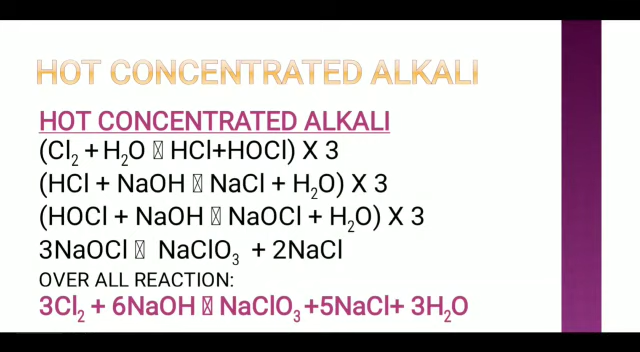 HOT CONCENTRATED ALKALI
HOT CONCENTRATED ALKALI
(Cl₂ + H₂O ▯ HCl+HOCl) X 3
(HCl + NaOH ▯ NaCl + H₂O) X 3
(HOCl + NaOH ▯ NaOCl + H₂O) X 3
3NaOCl ▯ NaClO₃ + 2NaCl
OVER ALL REACTION:
3Cl₂ + 6NaOH ▯ NaClO₃ +5NaCl+ 3H₂O